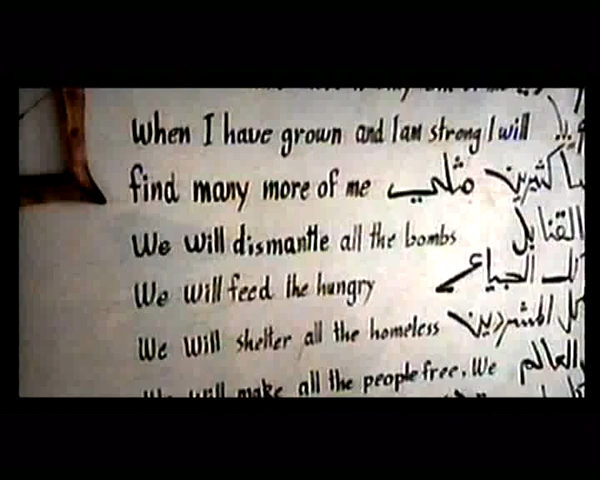 When I have grown and I am strong I will
find many more of me مثلي
We will dismantle all the bombs القنابل
We will feed the hungry الجياع
We will shelter all the homeless كل المشردين
We will make all the people free. We العالم